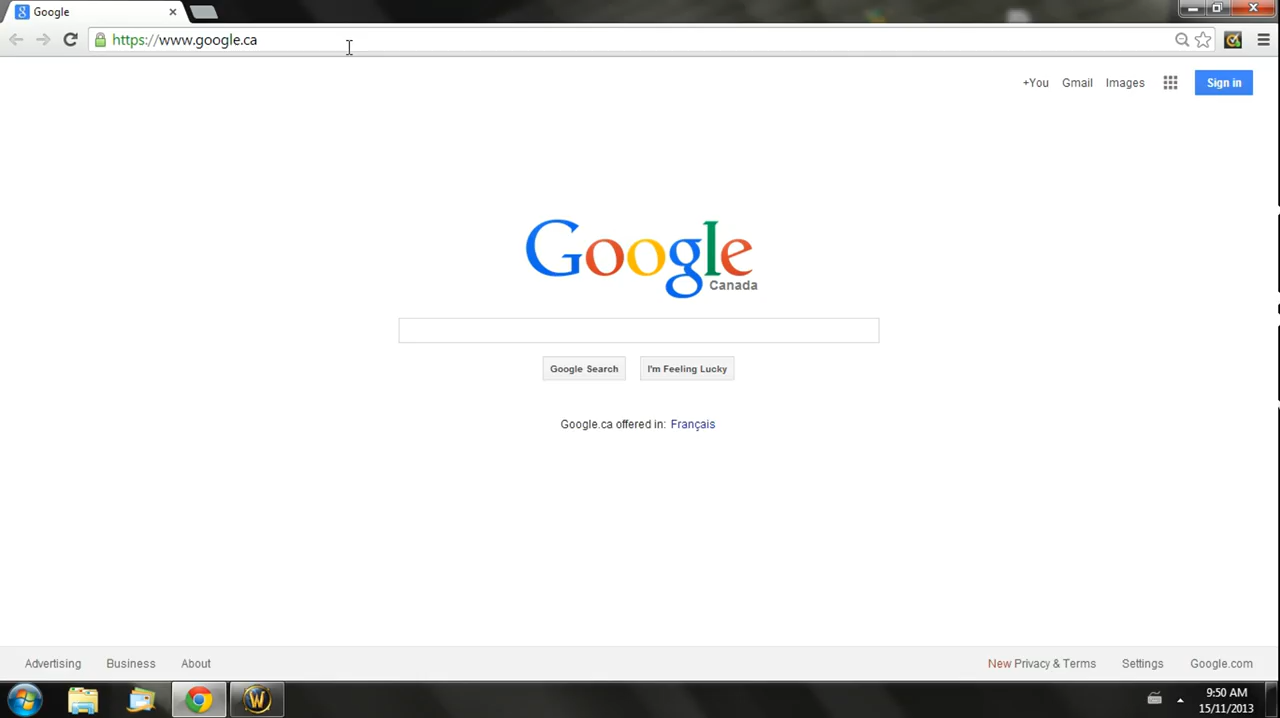 Google
https://www.google.ca
+You Gmail Images Sign in
Google
Canada
Google Search I'm Feeling Lucky
Google.ca offered in: Français
Advertising Business About New Privacy & Terms Settings Google.com
9:50 AM
15/11/2013